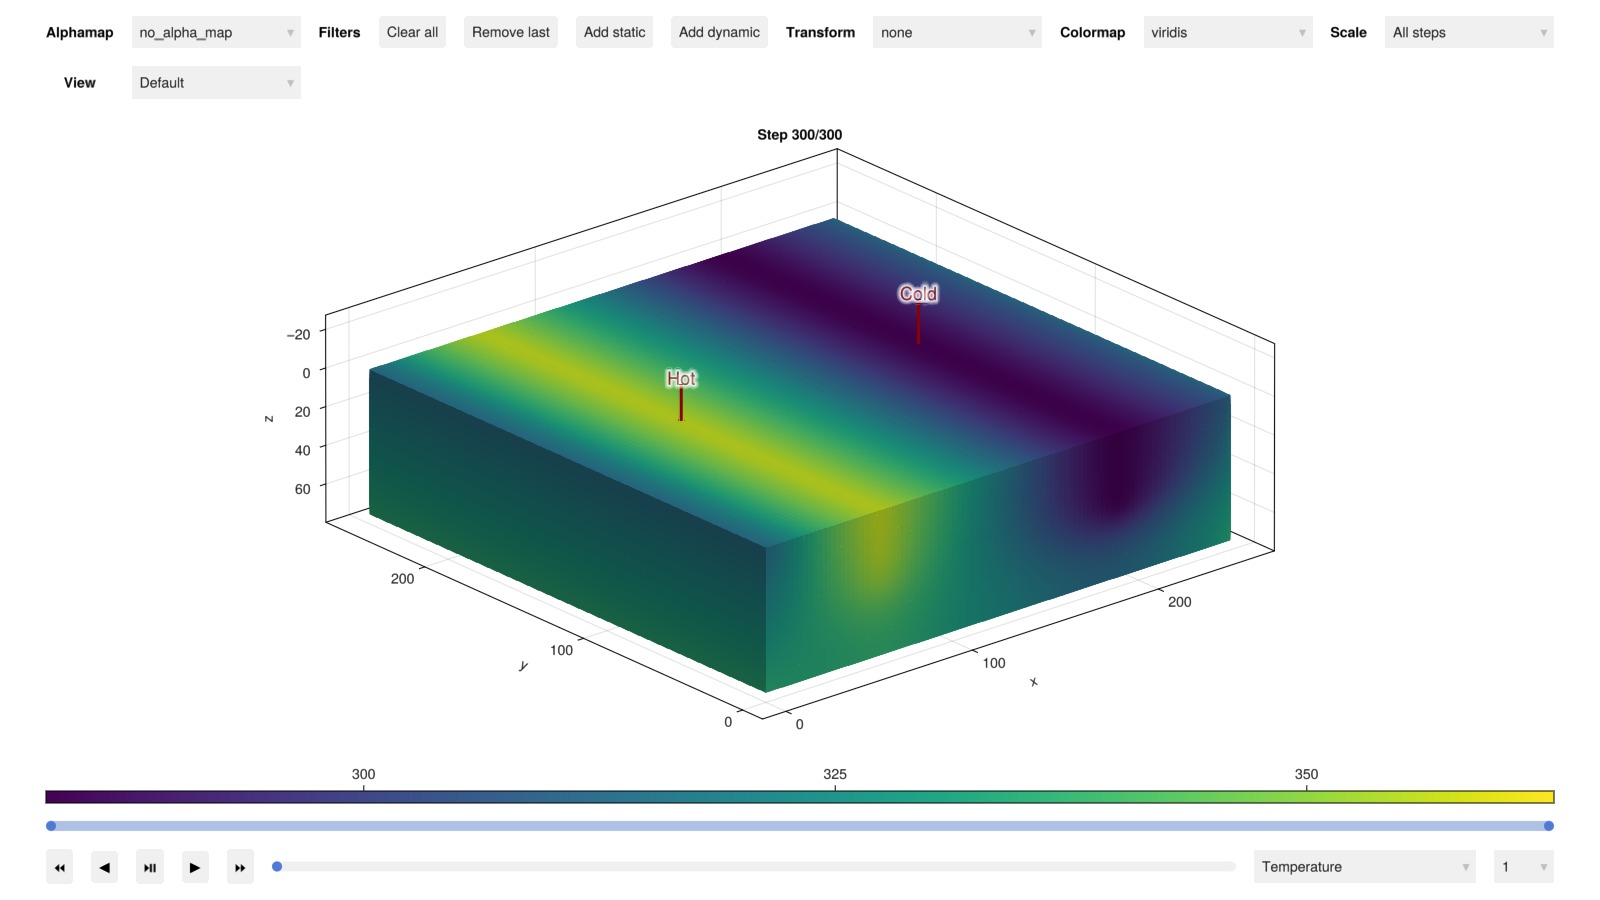 Alphamap no_alpha_map Filters Clear all Remove last Add static Add dynamic Transform none Colormap viridis Scale All steps
View Default
Step 300/300
Cold
Hot
−20
0
20
40
60
z
200
100
0
y
0
100
200
x
300 325 350
Temperature 1